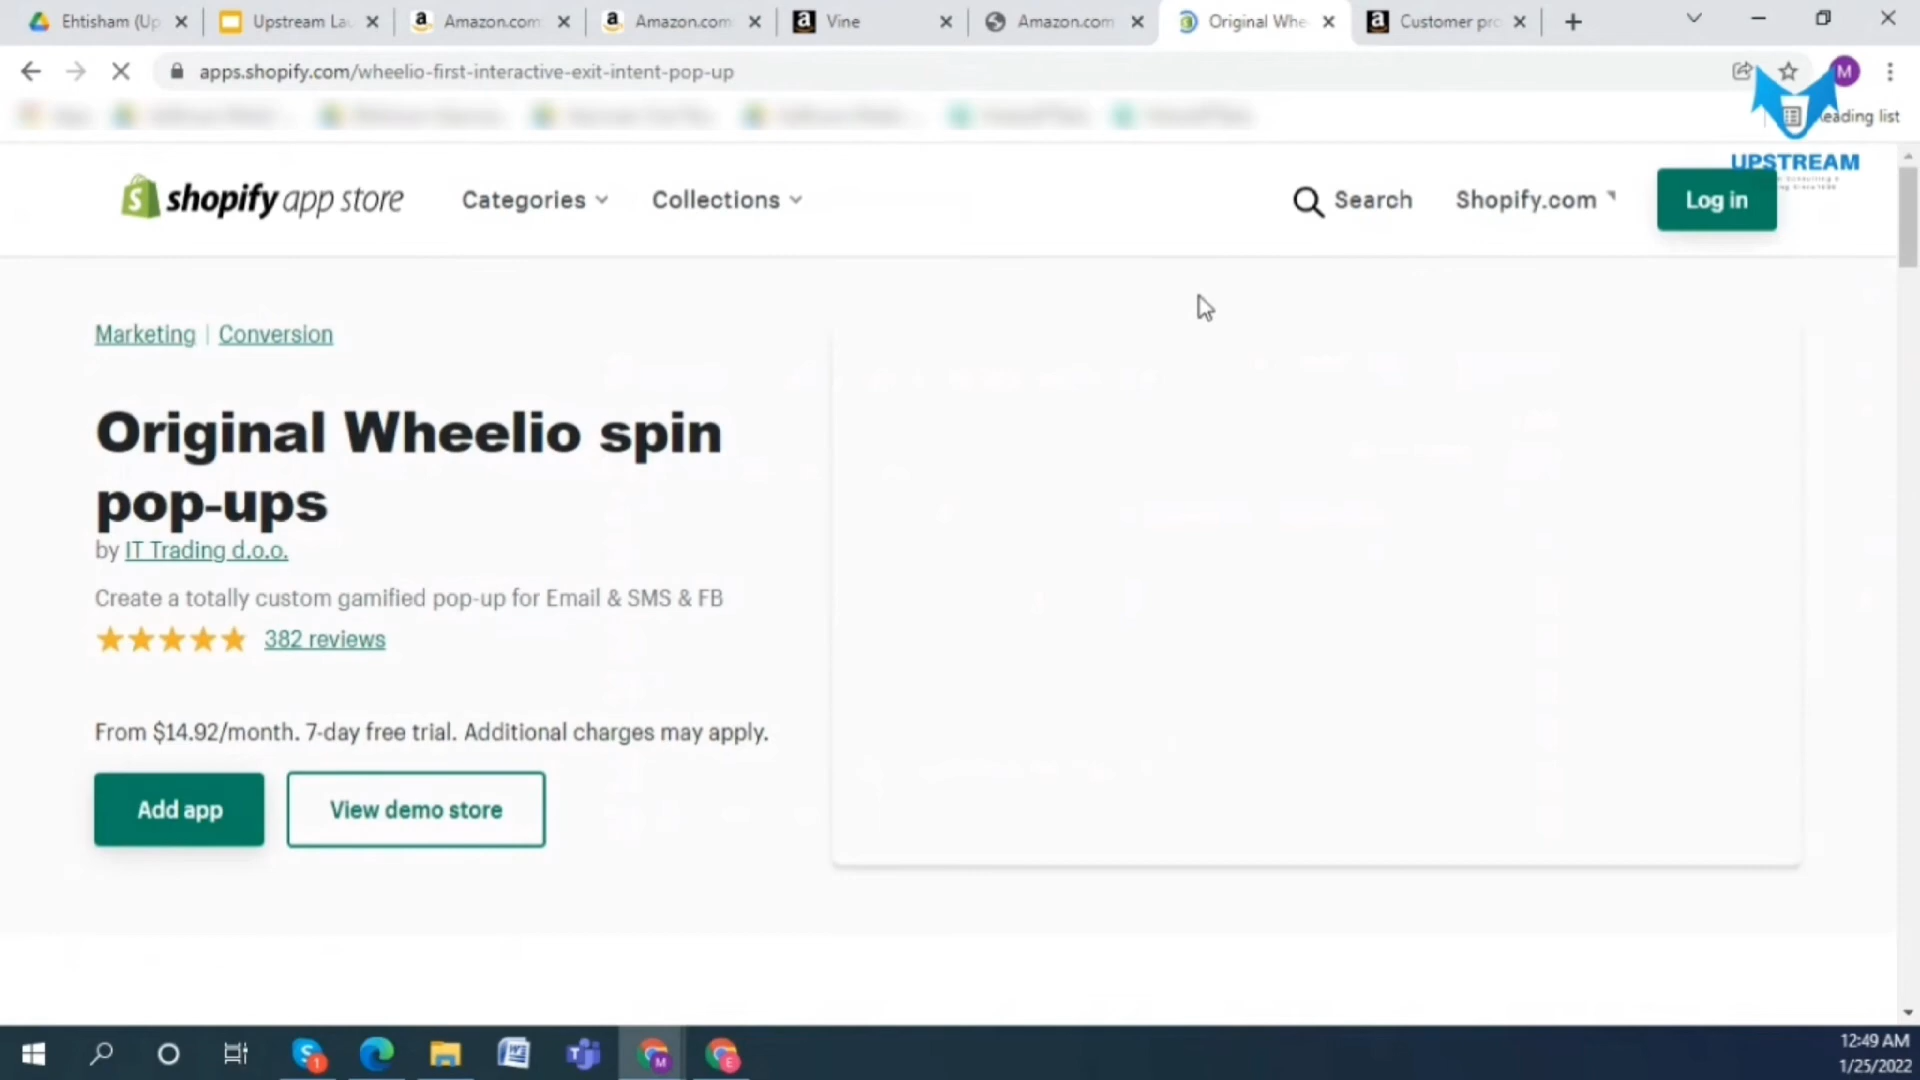 Ehtisham (Up
Upstream Lau
Amazon.com
Amazon.com
Vine
Amazon.com
Original Whe
Customer pro
apps.shopify.com/wheelio-first-interactive-exit-intent-pop-up
M
eading list
UPSTREAM
shopify app store
Categories
Collections
Search
Shopify.com
Log in
Marketing | Conversion
Original Wheelio spin
pop-ups
by IT Trading d.o.o.
Create a totally custom gamified pop-up for Email & SMS & FB
382 reviews
From $14.92/month. 7-day free trial. Additional charges may apply.
Add app
View demo store
12:49 AM
1/25/2022